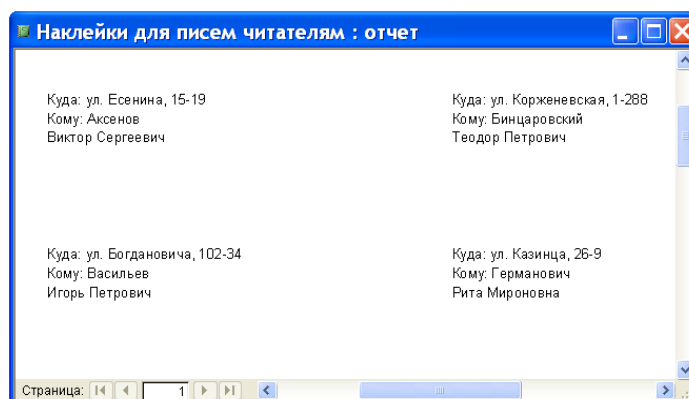 Наклейки для писем читателям : отчет
Куда: ул. Есенина, 15-19
Кому: Аксенов
Виктор Сергеевич
Куда: ул. Корженевская, 1-288
Кому: Бинцаровский
Теодор Петрович
Куда: ул. Богдановича, 102-34
Кому: Васильев
Игорь Петрович
Куда: ул. Казинца, 26-9
Кому: Германович
Рита Мироновна
Страница: 1